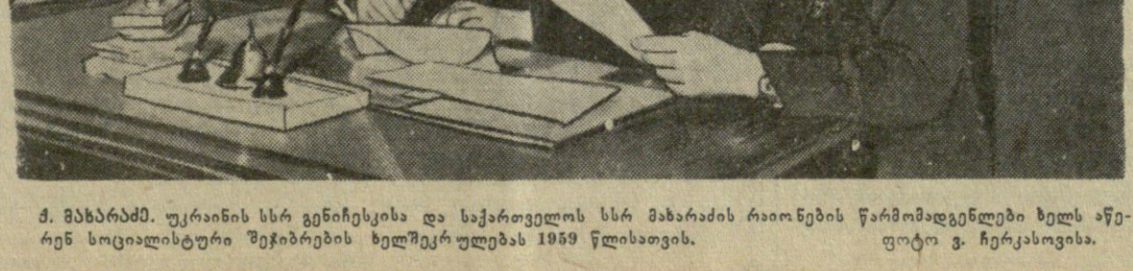 ქ. მახარაძე. უკრაინის სსრ გენიჩესკისა და საქართველოს სსრ მახარაძის რაიონების წარმომადგენლები ხელს აწე-
რენ სოციალისტური შეჯიბრების ხელშეკრულებას 1959 წლისათვის. ფოტო ვ. ჩერკასოვისა.